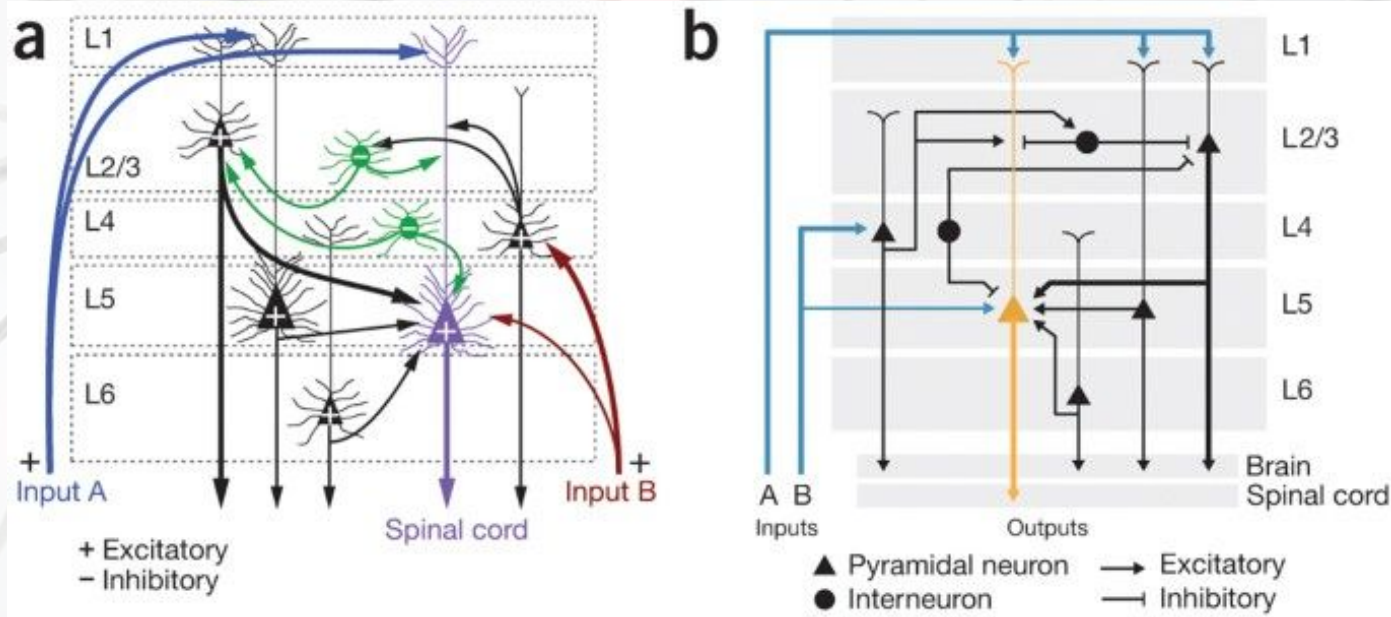 a
L1
L2/3
L4
L5
L6
+
Input A
+
Input B
Spinal cord
+ Excitatory
− Inhibitory
b
L1
L2/3
L4
L5
L6
Brain
Spinal cord
A B
Inputs
Outputs
Pyramidal neuron
Excitatory
Interneuron
Inhibitory